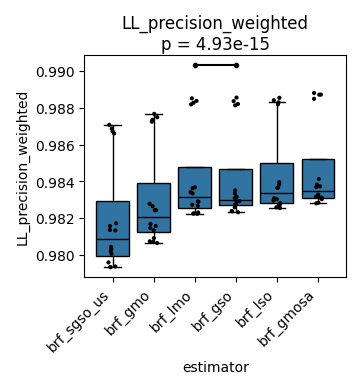 LL_precision_weighted
p = 4.93e-15
LL_precision_weighted
0.990
0.988
0.986
0.984
0.982
0.980
brf_sgso_us
brf_gmo
brf_lmo
brf_gso
brf_lso
brf_gmosa
estimator